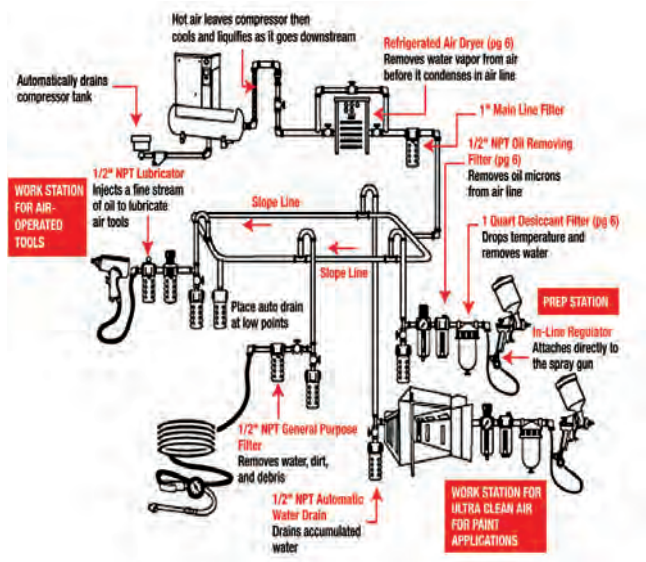 Hot air leaves compressor then
cools and liquifies as it goes downstream
Refrigerated Air Dryer (pg 6)
Removes water vapor from air
before it condenses in air line
Automatically drains
compressor tank
1" Main Line Filter
1/2" NPT Oil Removing
Filter (pg 6)
Removes oil microns
from air line
1/2" NPT Lubricator
Injects a fine stream
of oil to lubricate
air tools
WORK STATION
FOR AIR-
OPERATED
TOOLS
Slope Line
1 Quart Desiccant Filter (pg 6)
Drops temperature and
removes water
Slope Line
PREP STATION
Place auto drain
at low points
In-Line Regulator
Attaches directly to
the spray gun
1/2" NPT General Purpose
Filter
Removes water, dirt,
and debris
1/2" NPT Automatic
Water Drain
Drains accumulated
water
WORK STATION FOR
ULTRA CLEAN AIR
FOR PAINT
APPLICATIONS